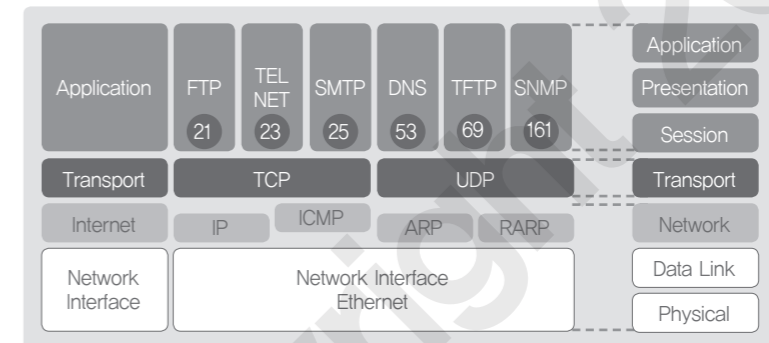 Application
FTP
TEL
NET
SMTP
DNS
TFTP
SNMP
21
23
25
53
69
161
Application
Presentation
Session
Transport
TCP
UDP
Transport
Internet
IP
ICMP
ARP
RARP
Network
Network
Interface
Network Interface
Ethernet
Data Link
Physical